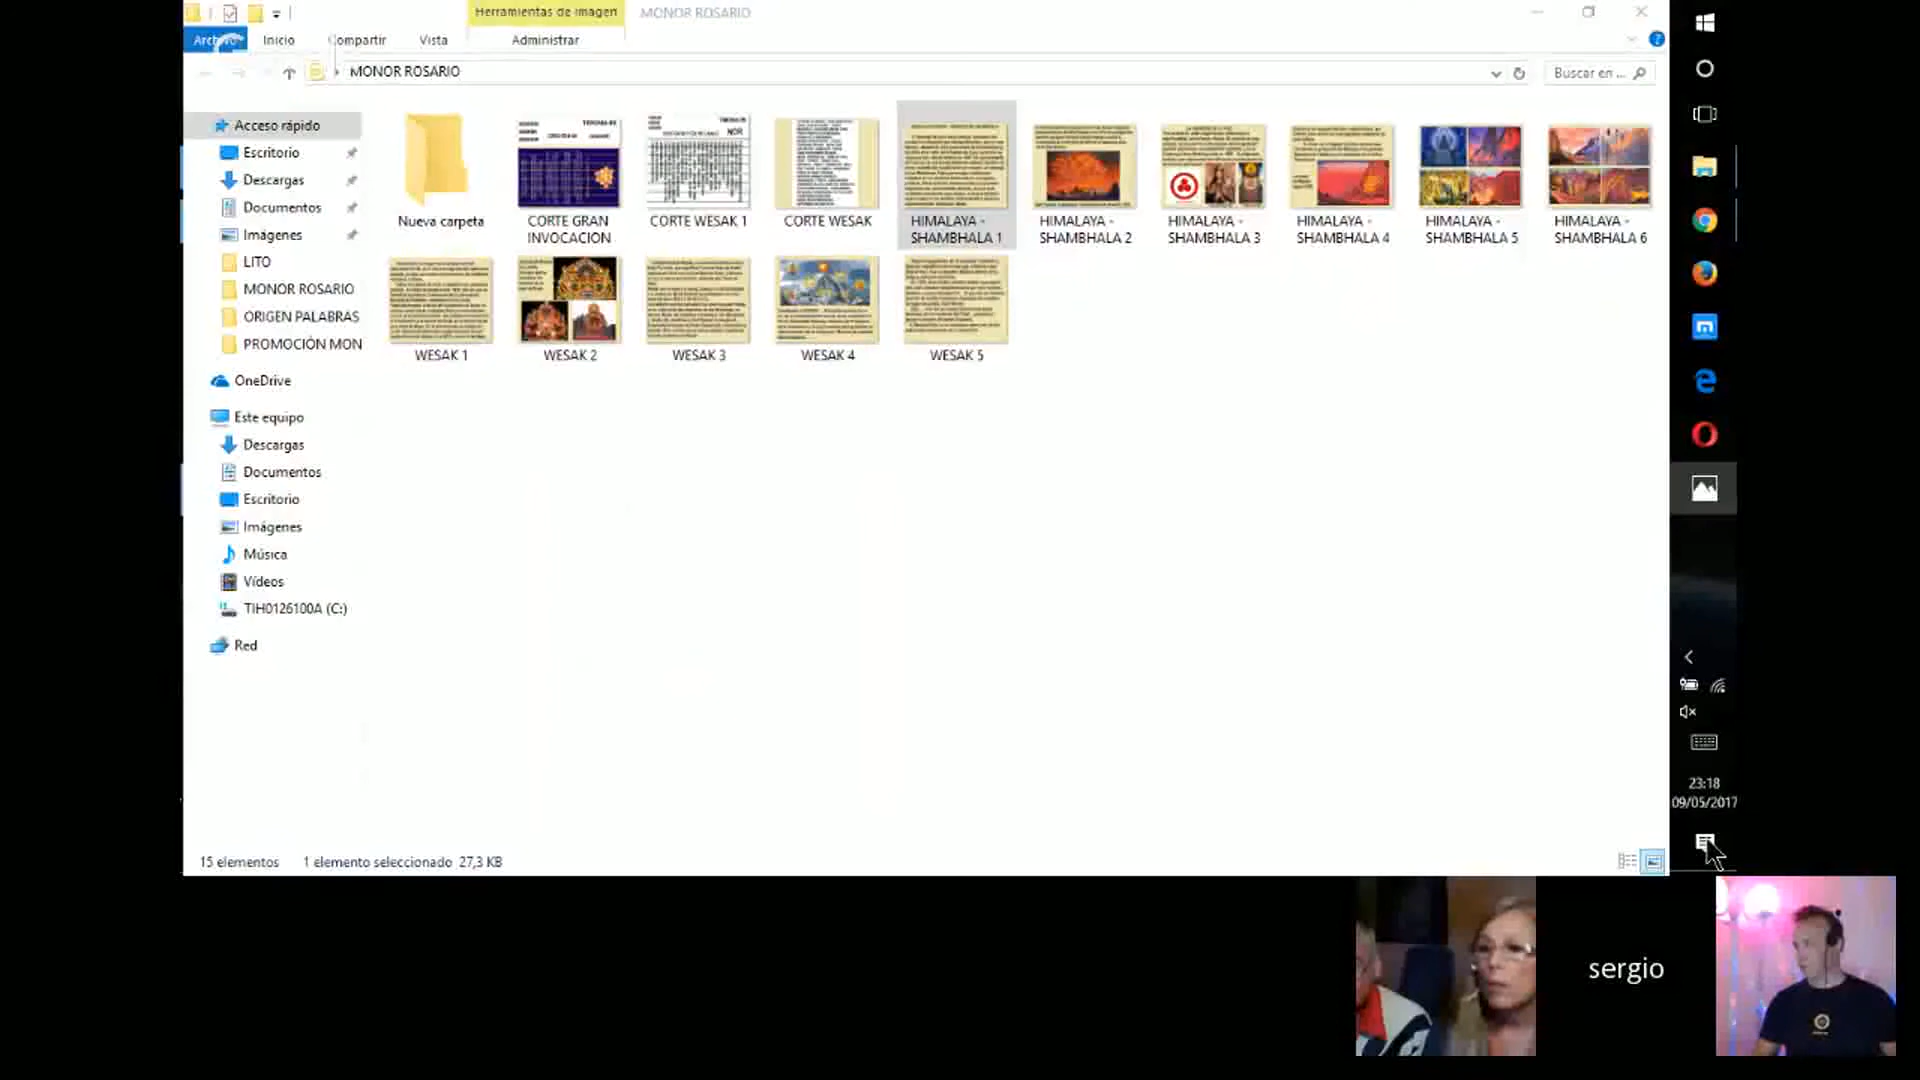 Herramientas de imagen MONOR ROSARIO
Archivo Inicio Compartir Vista Administrar
MONOR ROSARIO
Buscar en ...
Acceso rápido
Escritorio
Descargas
Documentos
Imágenes
LITO
MONOR ROSARIO
ORIGEN PALABRAS
PROMOCIÓN MON
OneDrive
Este equipo
Descargas
Documentos
Escritorio
Imágenes
Música
Vídeos
TIH0126100A (C:)
Red
Nueva carpeta
CORTE GRAN
INVOCACION
CORTE WESAK 1
CORTE WESAK
HIMALAYA -
SHAMBHALA 1
HIMALAYA -
SHAMBHALA 2
HIMALAYA -
SHAMBHALA 3
HIMALAYA -
SHAMBHALA 4
HIMALAYA -
SHAMBHALA 5
HIMALAYA -
SHAMBHALA 6
WESAK 1
WESAK 2
WESAK 3
WESAK 4
WESAK 5
15 elementos 1 elemento seleccionado 27,3 KB
23:18
09/05/2017
sergio